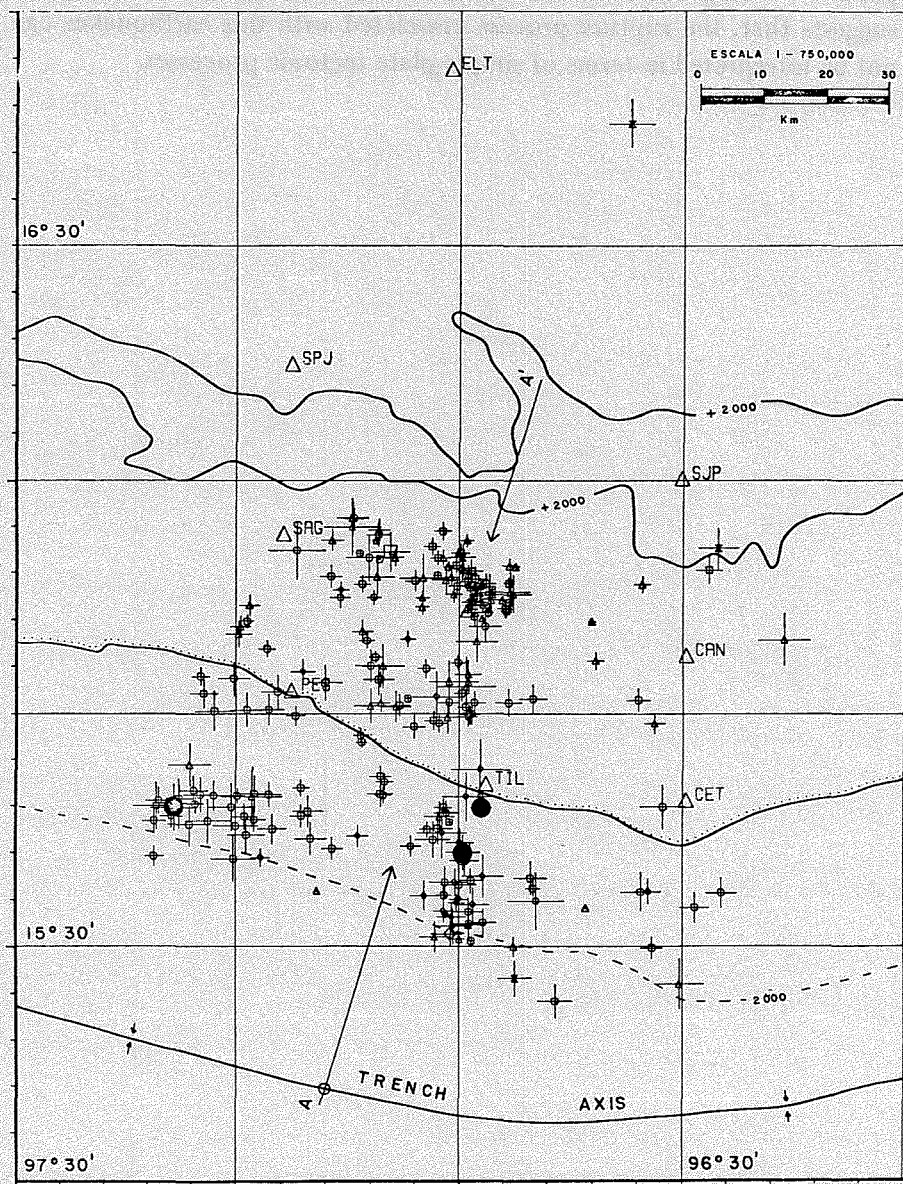 ESCALA 1 - 750,000
0 10 20 30
Km
ELT
16° 30'
SPJ
A'
+ 2000
SJP
+ 2000
SAG
CAN
PES
TIL
CET
15° 30'
2000
A
TRENCH AXIS
97° 30'
96° 30'